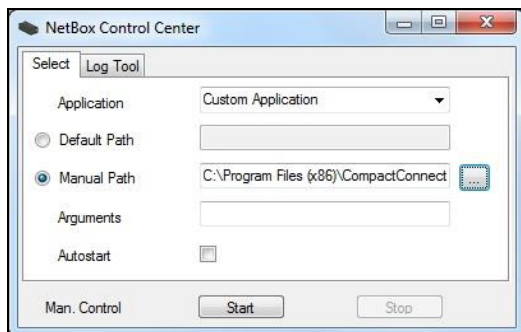 NetBox Control Center
Select Log Tool
Application Custom Application
Default Path
Manual Path C:\Program Files (x86)\CompactConnect ...
Arguments
Autostart
Man. Control Start Stop